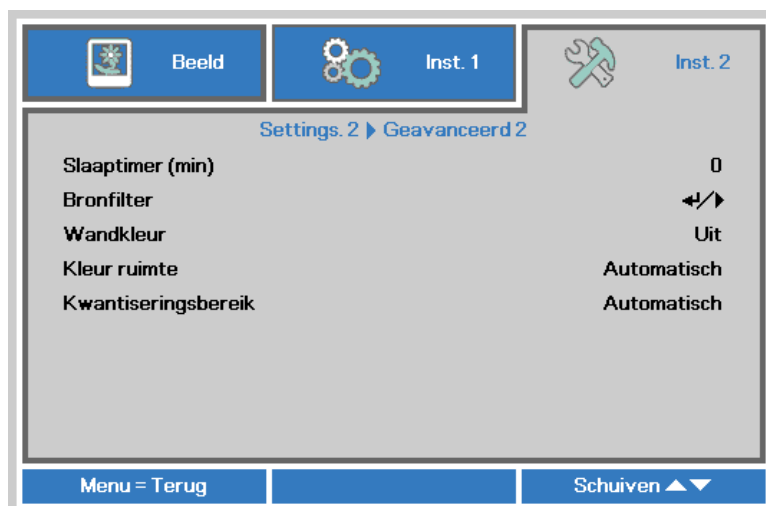 Beeld
Inst. 1
Inst. 2
Settings. 2 ▶ Geavanceerd 2
Slaaptimer (min) 0
Bronfilter ↵/▶
Wandkleur Uit
Kleur ruimte Automatisch
Kwantiseringsbereik Automatisch
Menu = Terug
Schuiven ▲▼